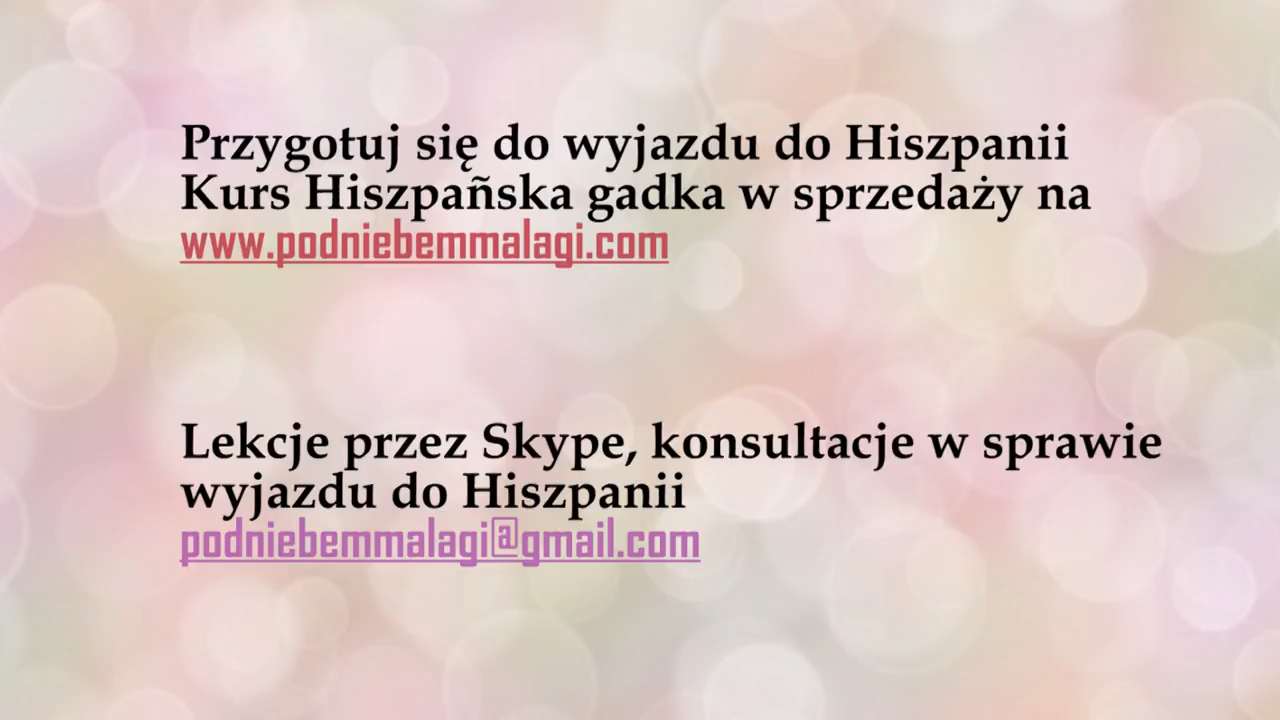 Przygotuj się do wyjazdu do Hiszpanii
Kurs Hiszpañska gadka w sprzedaży na
www.podniebemmalagi.com
Lekcje przez Skype, konsultacje w sprawie
wyjazdu do Hiszpanii
podniebemmalagi@gmail.com